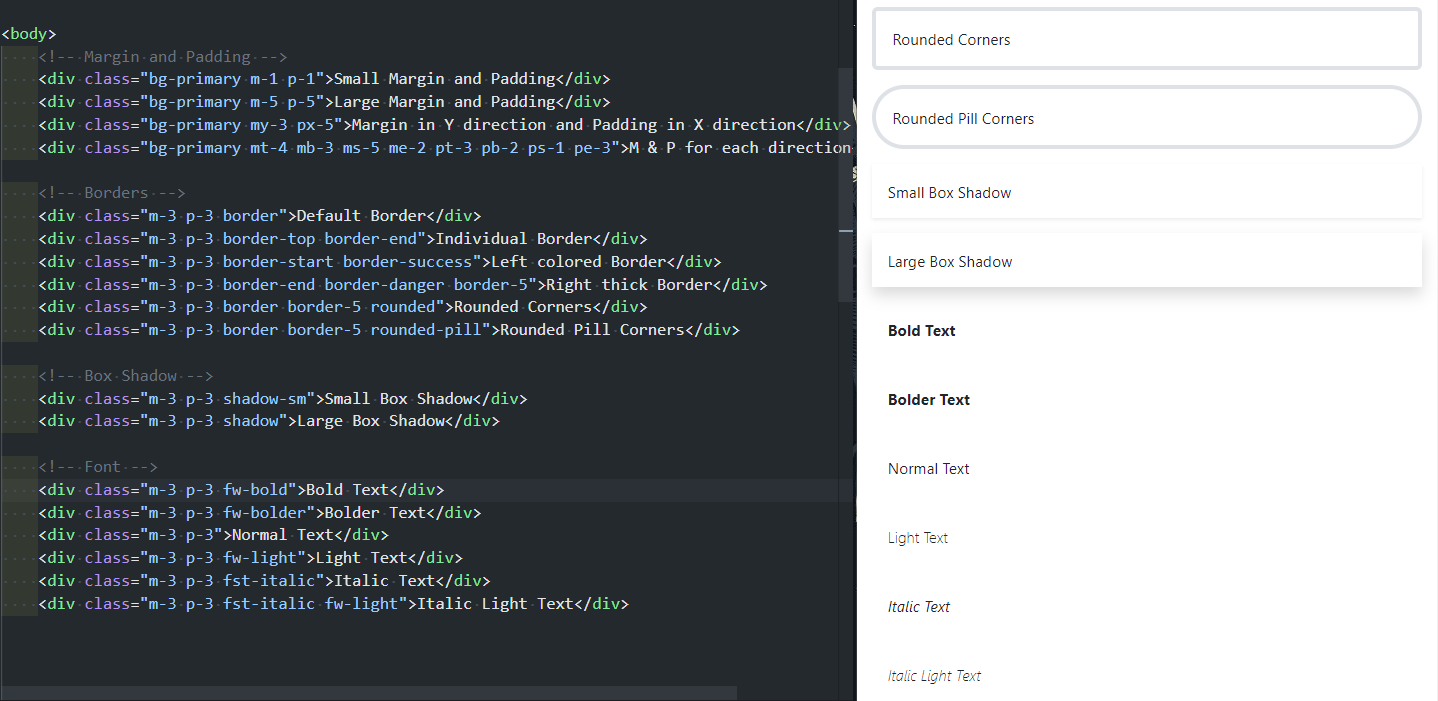 <body>
<!-- Margin and Padding -->
<div class="bg-primary m-1 p-1">Small Margin and Padding</div>
<div class="bg-primary m-5 p-5">Large Margin and Padding</div>
<div class="bg-primary my-3 px-5">Margin in Y direction and Padding in X direction</div>
<div class="bg-primary mt-4 mb-3 ms-5 me-2 pt-3 pb-2 ps-1 pe-3">M & P for each direction
<!-- Borders -->
<div class="m-3 p-3 border">Default Border</div>
<div class="m-3 p-3 border-top border-end">Individual Border</div>
<div class="m-3 p-3 border-start border-success">Left colored Border</div>
<div class="m-3 p-3 border-end border-danger border-5">Right thick Border</div>
<div class="m-3 p-3 border border-5 rounded">Rounded Corners</div>
<div class="m-3 p-3 border border-5 rounded-pill">Rounded Pill Corners</div>
<!-- Box Shadow -->
<div class="m-3 p-3 shadow-sm">Small Box Shadow</div>
<div class="m-3 p-3 shadow">Large Box Shadow</div>
<!-- Font -->
<div class="m-3 p-3 fw-bold">Bold Text</div>
<div class="m-3 p-3 fw-bolder">Bolder Text</div>
<div class="m-3 p-3">Normal Text</div>
<div class="m-3 p-3 fw-light">Light Text</div>
<div class="m-3 p-3 fst-italic">Italic Text</div>
<div class="m-3 p-3 fst-italic fw-light">Italic Light Text</div>
Rounded Corners
Rounded Pill Corners
Small Box Shadow
Large Box Shadow
Bold Text
Bolder Text
Normal Text
Light Text
Italic Text
Italic Light Text